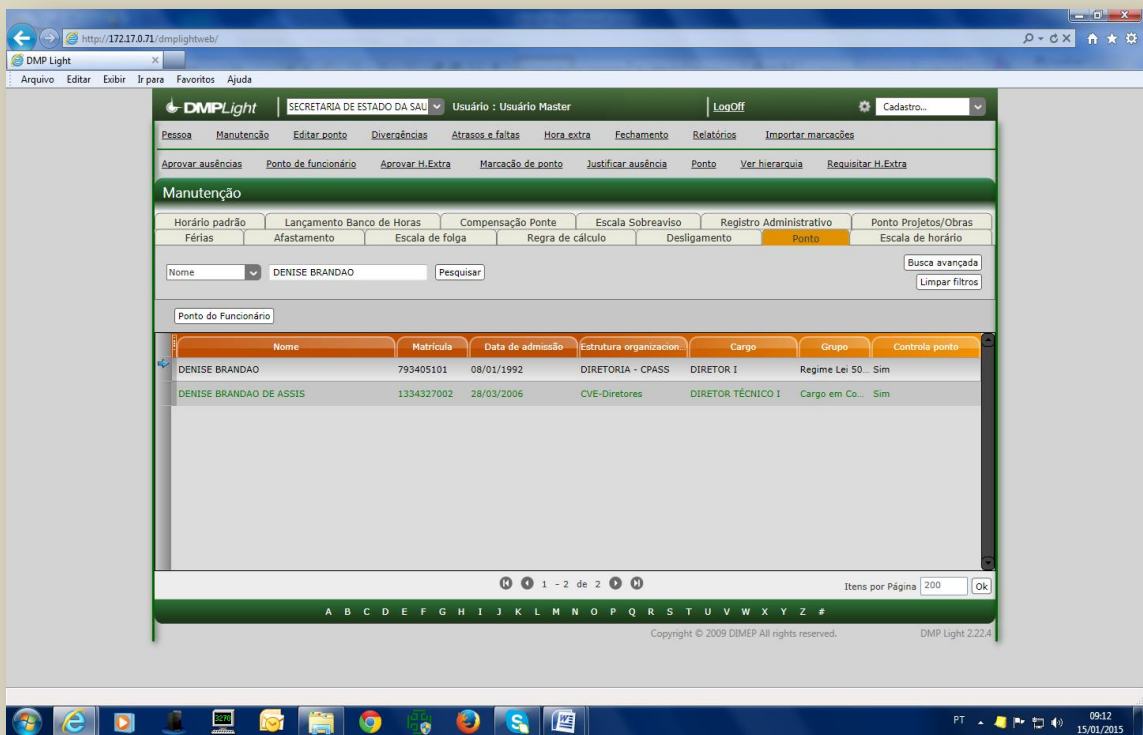 http://172.17.0.71/dmplightweb/
DMP Light
Arquivo Editar Exibir Ir para Favoritos Ajuda
DMPLight SECRETARIA DE ESTADO DA SAU Usuário : Usuário Master LogOff Cadastro...
Pessoa Manutenção Editar ponto Divergências Atrasos e faltas Hora extra Fechamento Relatórios Importar marcações
Aprovar ausências Ponto de funcionário Aprovar H.Extra Marcação de ponto Justificar ausência Ponto Ver hierarquia Requisitar H.Extra
Manutenção
Horário padrão Lançamento Banco de Horas Compensação Ponte Escala Sobreaviso Registro Administrativo Ponto Projetos/Obras
Férias Afastamento Escala de folga Regra de cálculo Desligamento Ponto Escala de horário
Busca avançada
Nome DENISE BRANDAO Pesquisar
Limpar filtros
Ponto do Funcionário
Nome Matrícula Data de admissão Estrutura organizacion... Cargo Grupo Controla ponto
DENISE BRANDAO 793405101 08/01/1992 DIRETORIA - CPASS DIRETOR I Regime Lei 50... Sim
DENISE BRANDAO DE ASSIS 1334327002 28/03/2006 CVE-Diretores DIRETOR TÉCNICO I Cargo em Co... Sim
1 - 2 de 2 Itens por Página 200 Ok
A B C D E F G H I J K L M N O P Q R S T U V W X Y Z #
Copyright © 2009 DIMEP All rights reserved. DMP Light 2.22.4
3270
PT 09:12
15/01/2015